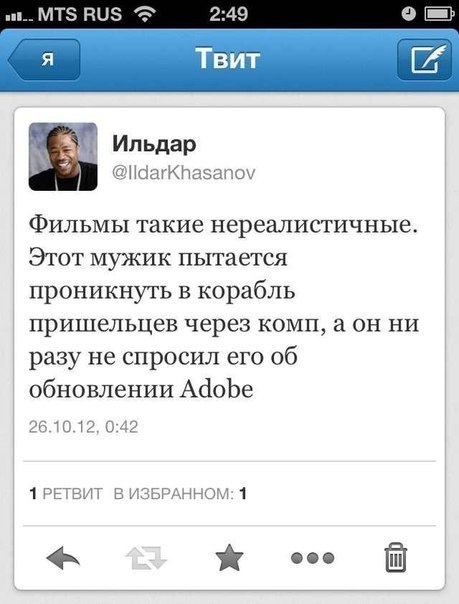 MTS RUS 2:49
Я Твит
Ильдар
@IldarKhasanov
Фильмы такие нереалистичные.
Этот мужик пытается
проникнуть в корабль
пришельцев через комп, а он ни
разу не спросил его об
обновлении Adobe
26.10.12, 0:42
1 РЕТВИТ В ИЗБРАННОМ: 1